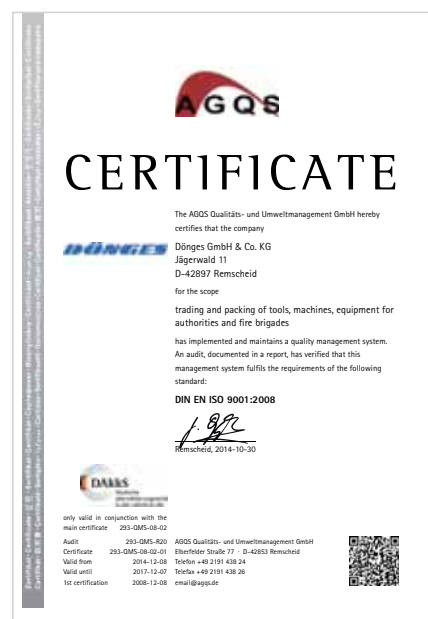 AGQS
CERTIFICATE
The AGQS Qualitäts- und Umweltmanagement GmbH hereby
certifies that the company
DÖNGES
Dönges GmbH & Co. KG
Jägerwald 11
D-42897 Remscheid
for the scope
trading and packing of tools, machines, equipment for
authorities and fire brigades
has implemented and maintains a quality management system.
An audit, documented in a report, has verified that this
management system fulfils the requirements of the following
standard:
DIN EN ISO 9001:2008
Remscheid, 2014-10-30
DAkkS
only valid in conjunction with the
main certificate 293-QMS-08-02
Audit 293-QMS-R20
Certificate 293-QMS-08-02-01
Valid from 2014-12-08
Valid until 2017-12-07
1st certification 2008-12-08
AGQS Qualitäts- und Umweltmanagement GmbH
Elberfelder Straße 77 · D-42853 Remscheid
Telefon +49 2191 438 24
Telefax +49 2191 438 26
email@agqs.de